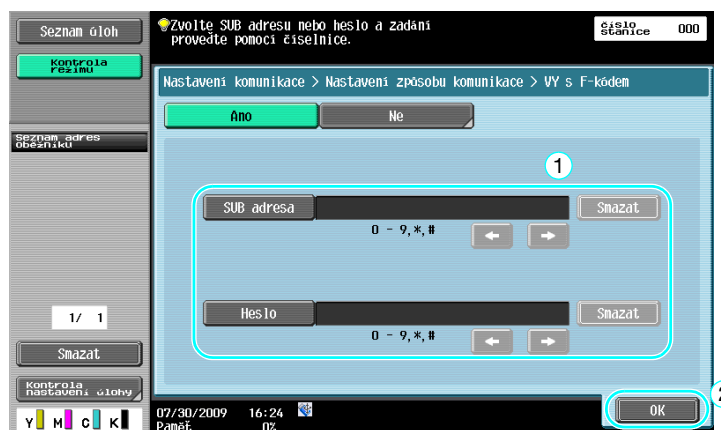 Seznam úloh
Zvolte SUB adresu nebo heslo a zadání
proveďte pomocí číselnice.
číslo
stanice
000
Kontrola
režimu
Nastavení komunikace > Nastavení způsobu komunikace > VY s F-kódem
Ano
Ne
Seznam adres
oběžníku
1
SUB adresa
Smazat
0 - 9,*,#
← →
1/ 1
Heslo
Smazat
0 - 9,*,#
← →
Smazat
Kontrola
nastavení úlohy
2
OK
Y M C K
07/30/2009 16:24
Paměť 0%